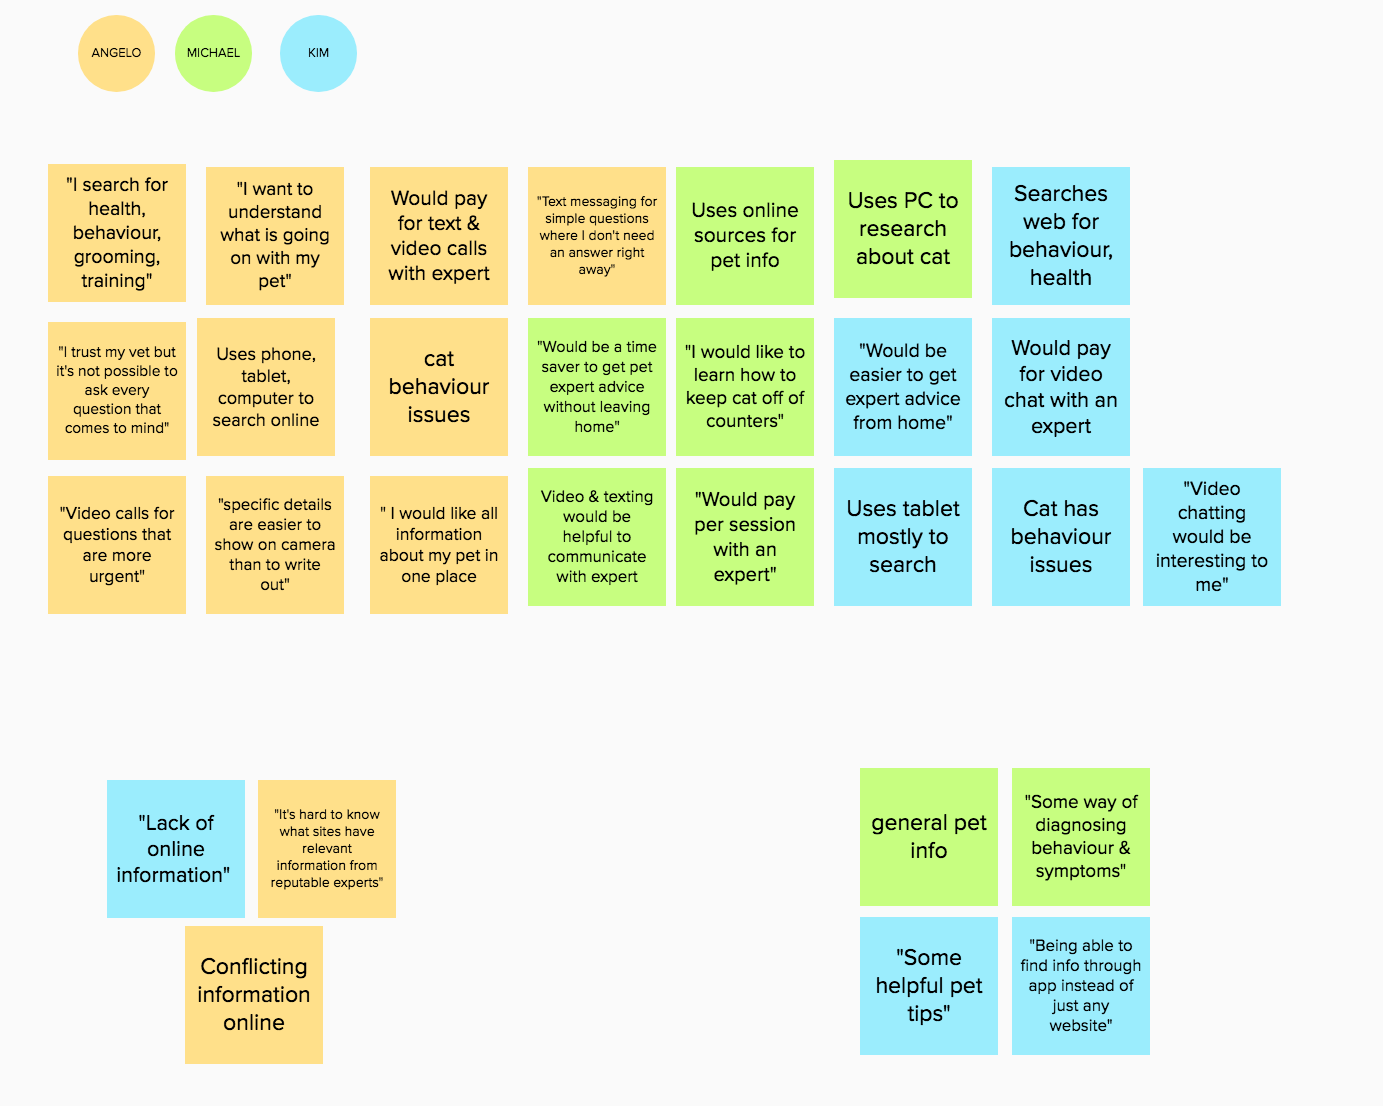 ANGELO
MICHAEL
KIM
"I search for
health,
behaviour,
grooming,
training"
"I want to
understand
what is going
on with my
pet"
Would pay
for text &
video calls
with expert
"Text messaging for
simple questions
where I don't need
an answer right
away"
Uses online
sources for
pet info
Uses PC to
research
about cat
Searches
web for
behaviour,
health
"I trust my vet but
it's not possible to
ask every
question that
comes to mind"
Uses phone,
tablet,
computer to
search online
cat
behaviour
issues
"Would be a time
saver to get pet
expert advice
without leaving
home"
"I would like to
learn how to
keep cat off of
counters"
"Would be
easier to get
expert advice
from home"
Would pay
for video
chat with an
expert
"Video calls for
questions that
are more
urgent"
"specific details
are easier to
show on camera
than to write
out"
" I would like all
information
about my pet in
one place
Video & texting
would be
helpful to
communicate
with expert
"Would pay
per session
with an
expert"
Uses tablet
mostly to
search
Cat has
behaviour
issues
"Video
chatting
would be
interesting to
me"
"Lack of
online
information"
"It's hard to know
what sites have
relevant
information from
reputable experts"
Conflicting
information
online
general pet
info
"Some way of
diagnosing
behaviour &
symptoms"
"Some
helpful pet
tips"
"Being able to
find info through
app instead of
just any
website"